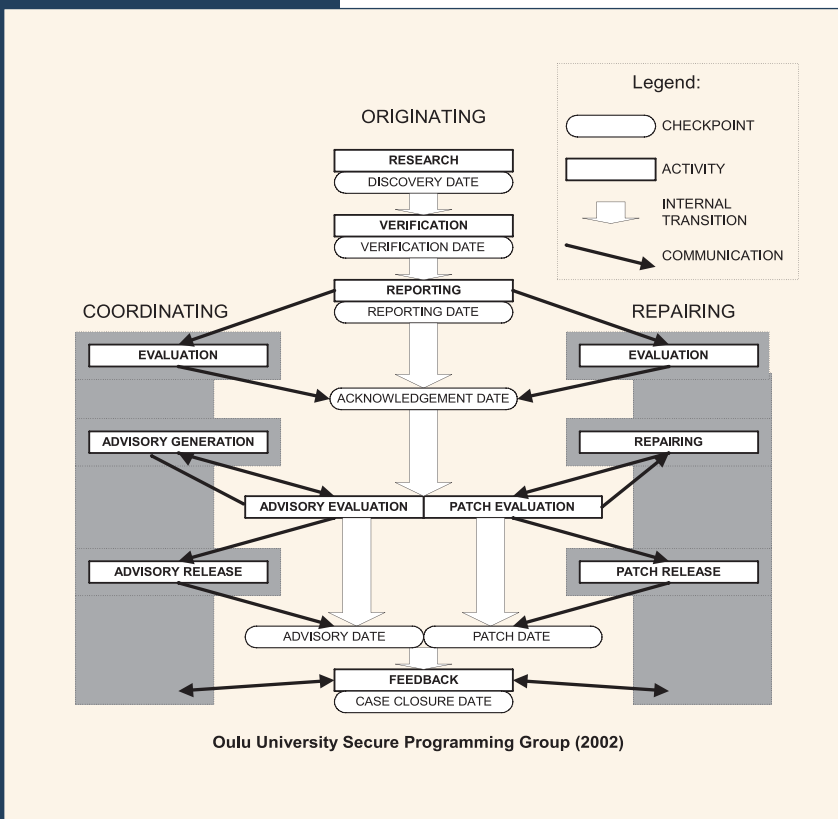 Legend:
CHECKPOINT
ACTIVITY
INTERNAL
TRANSITION
COMMUNICATION
ORIGINATING
RESEARCH
DISCOVERY DATE
VERIFICATION
VERIFICATION DATE
REPORTING
REPORTING DATE
COORDINATING
REPAIRING
EVALUATION
EVALUATION
ACKNOWLEDGEMENT DATE
ADVISORY GENERATION
REPAIRING
ADVISORY EVALUATION
PATCH EVALUATION
ADVISORY RELEASE
PATCH RELEASE
ADVISORY DATE
PATCH DATE
FEEDBACK
CASE CLOSURE DATE
Oulu University Secure Programming Group (2002)